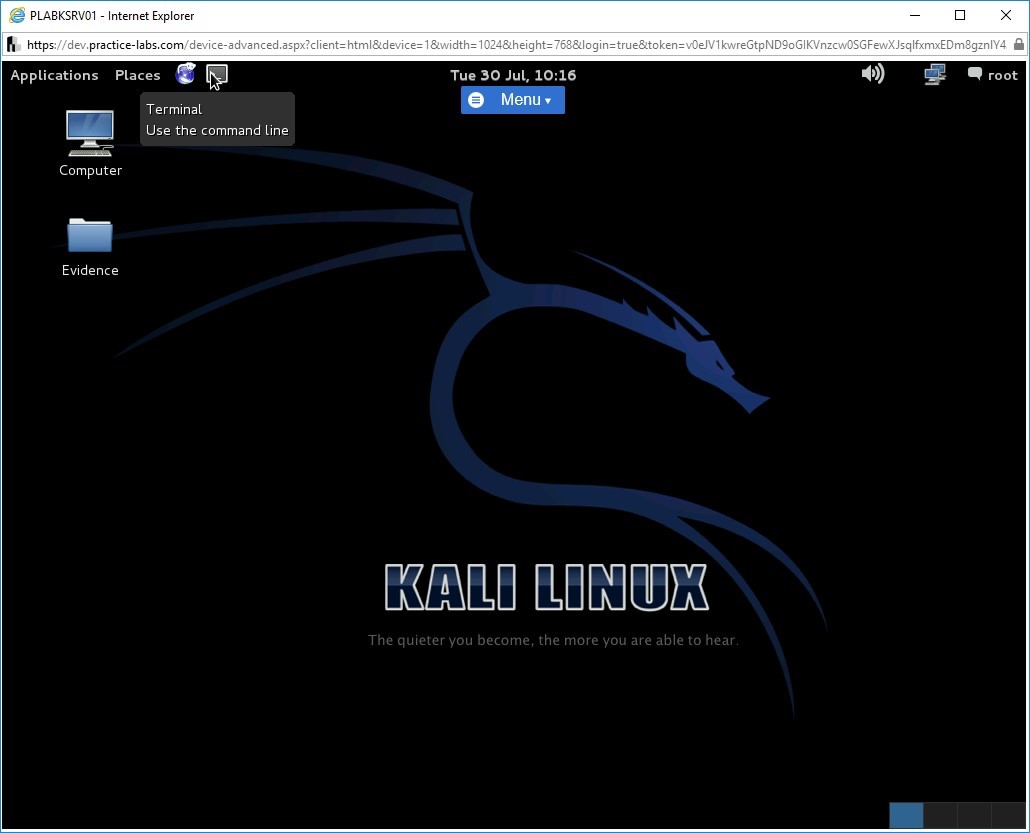 PLABKSRV01 - Internet Explorer
https://dev.practice-labs.com/device-advanced.aspx?client=html&device=1&width=1024&height=768&login=true&token=v0eJV1kwreGtpND9oGlKVnzcw0SGFewXJsqIfxmxEDm8gznIY4
Applications Places Tue 30 Jul, 10:16 root
Menu
Terminal
Use the command line
Computer
Evidence
KALI LINUX
The quieter you become, the more you are able to hear.